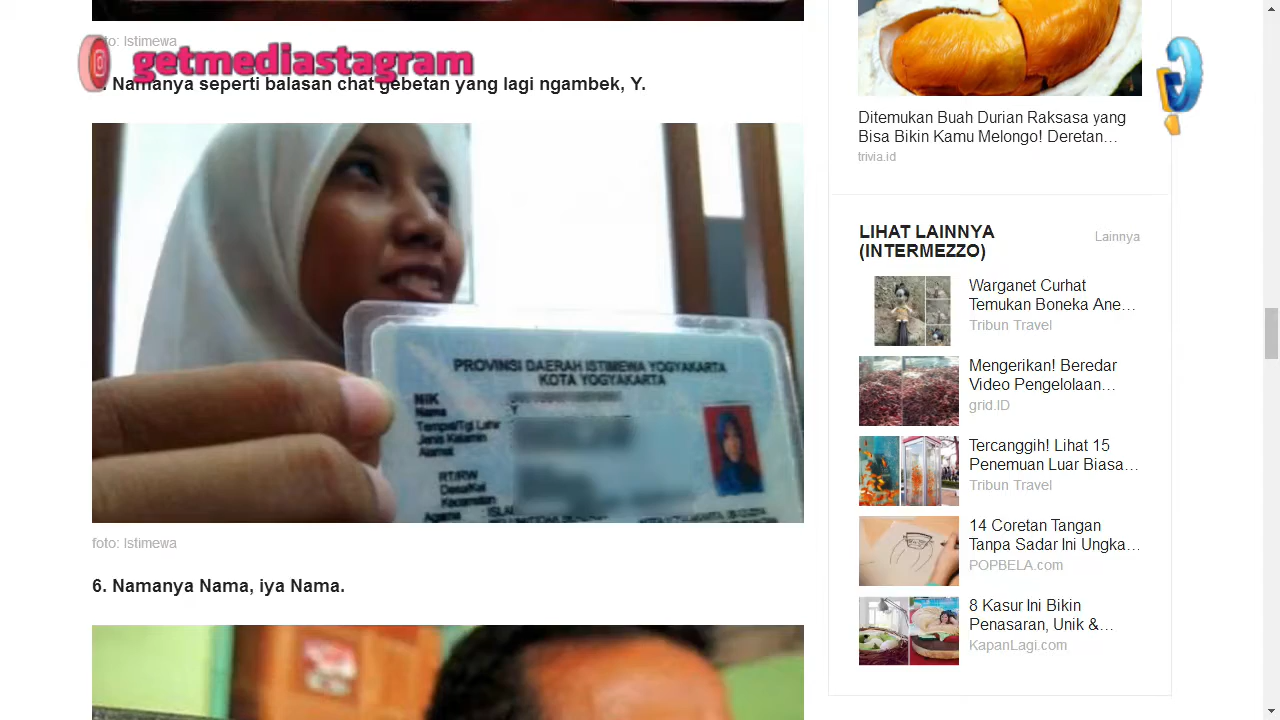 foto: Istimewa
getmediastagram
. Namanya seperti balasan chat gebetan yang lagi ngambek, Y.
PROVINSI DAERAH ISTIMEWA YOGYAKARTA
KOTA YOGYAKARTA
NIK
Nama Y
Tempat/Tgl Lahir
Jenis Kelamin
Alamat
RT/RW
Desa/Kel
Kecamatan
Agama : ISLA
foto: Istimewa
6. Namanya Nama, iya Nama.
Ditemukan Buah Durian Raksasa yang
Bisa Bikin Kamu Melongo! Deretan…
trivia.id
LIHAT LAINNYA
(INTERMEZZO)
Lainnya
Warganet Curhat
Temukan Boneka Ane…
Tribun Travel
Mengerikan! Beredar
Video Pengelolaan…
grid.ID
Tercanggih! Lihat 15
Penemuan Luar Biasa…
Tribun Travel
14 Coretan Tangan
Tanpa Sadar Ini Ungka…
POPBELA.com
8 Kasur Ini Bikin
Penasaran, Unik &…
KapanLagi.com